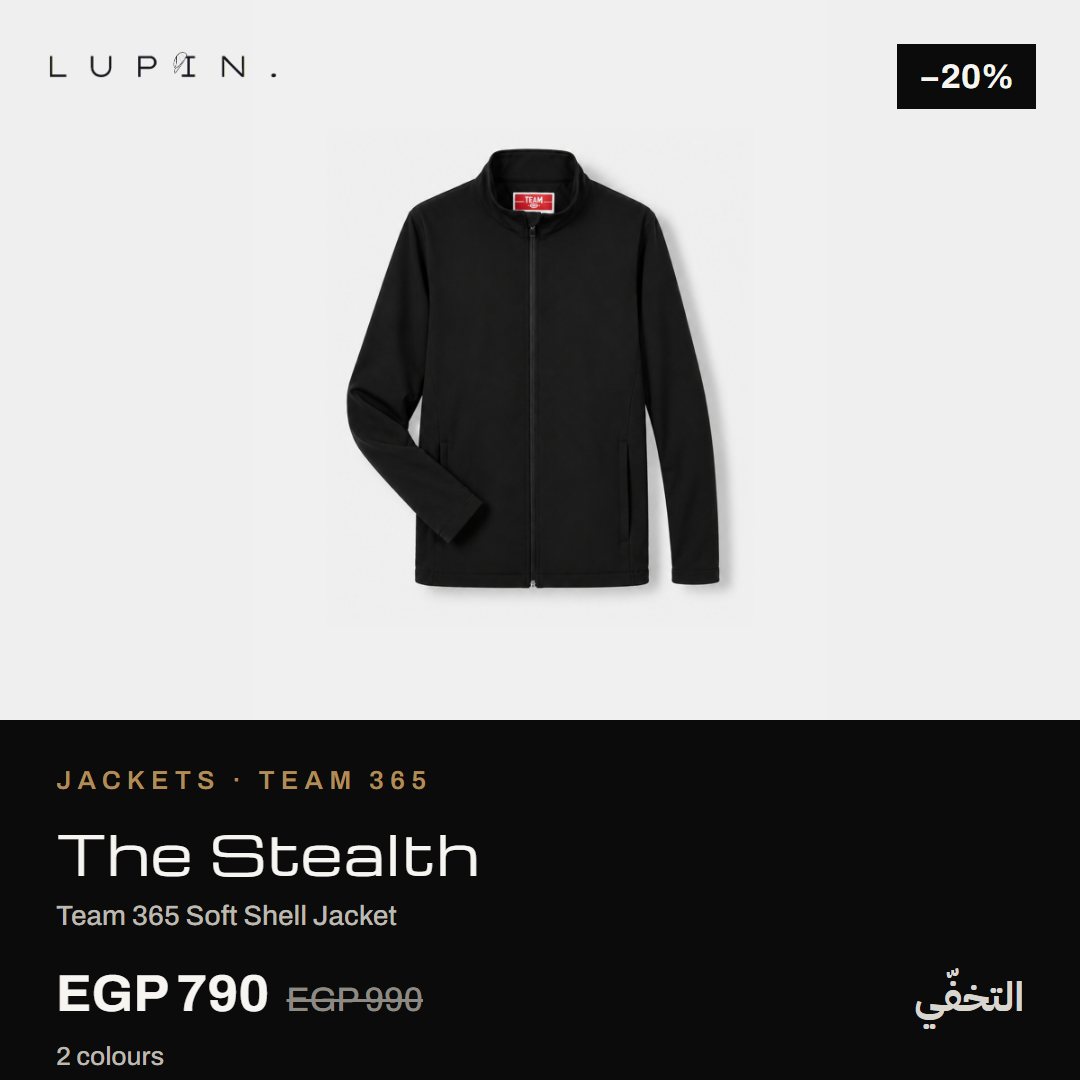 LUPIN.
–20%
TEAM
JACKETS · TEAM 365
The Stealth
Team 365 Soft Shell Jacket
EGP 790 EGP 990
التخفّي
2 colours